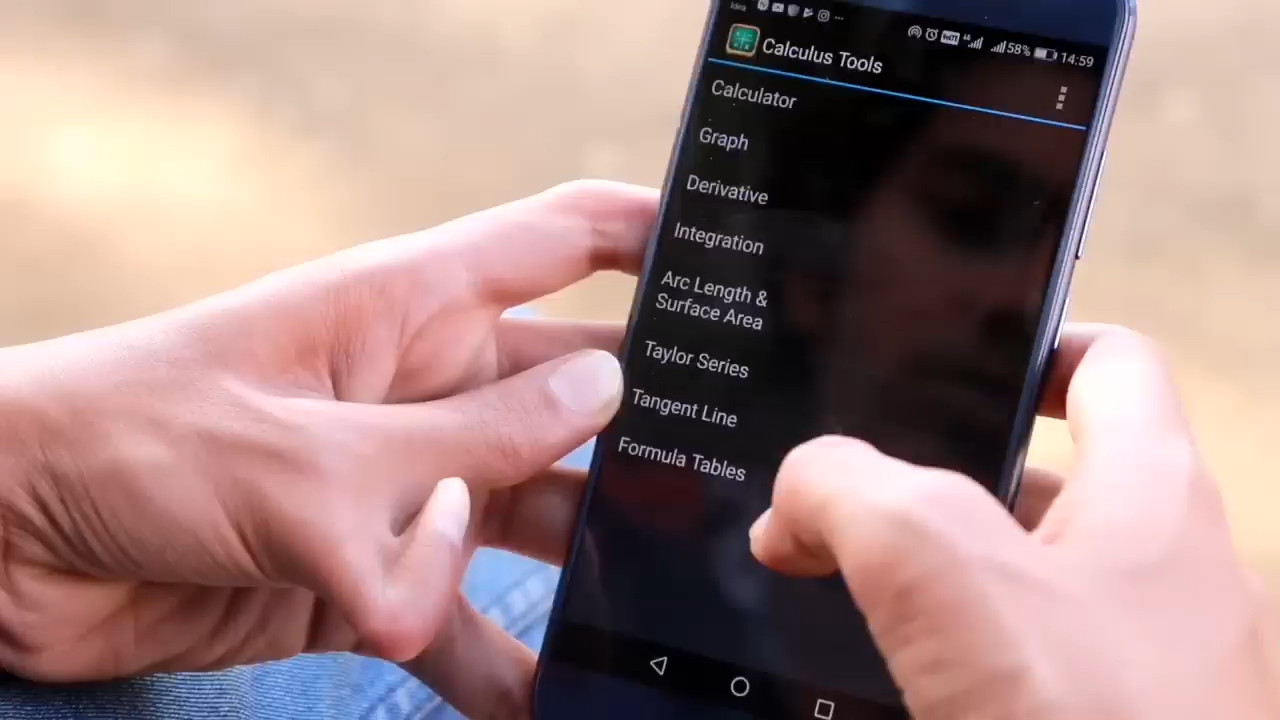 Idea
58% 14:59
Calculus Tools
Calculator
Graph
Derivative
Integration
Arc Length &
Surface Area
Taylor Series
Tangent Line
Formula Tables